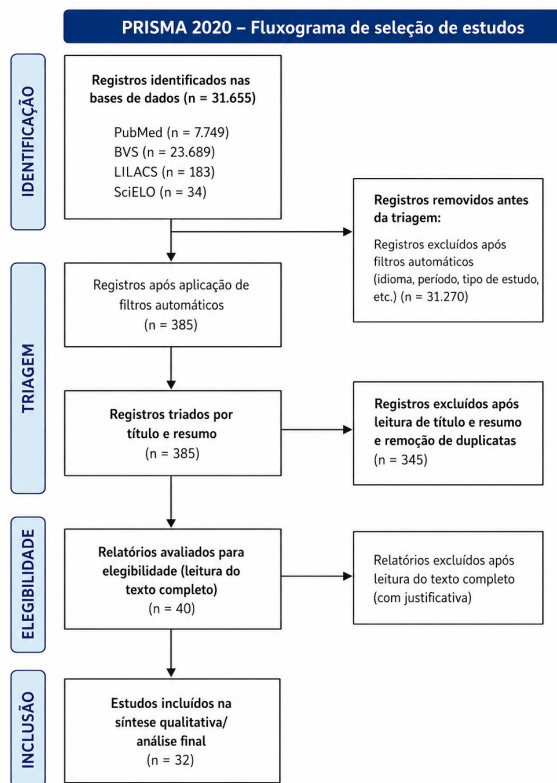 PRISMA 2020 – Fluxograma de seleção de estudos
IDENTIFICAÇÃO
Registros identificados nas
bases de dados (n = 31.655)
PubMed (n = 7.749)
BVS (n = 23.689)
LILACS (n = 183)
SciELO (n = 34)
Registros removidos antes
da triagem:
Registros excluídos após
filtros automáticos
(idioma, período, tipo de estudo,
etc.) (n = 31.270)
TRIAGEM
Registros após aplicação de
filtros automáticos
(n = 385)
Registros triados por
título e resumo
(n = 385)
Registros excluídos após
leitura de título e resumo
e remoção de duplicatas
(n = 345)
ELEGIBILIDADE
Relatórios avaliados para
elegibilidade (leitura do
texto completo)
(n = 40)
Relatórios excluídos após
leitura do texto completo
(com justificativa)
INCLUSÃO
Estudos incluídos na
síntese qualitativa/
análise final
(n = 32)